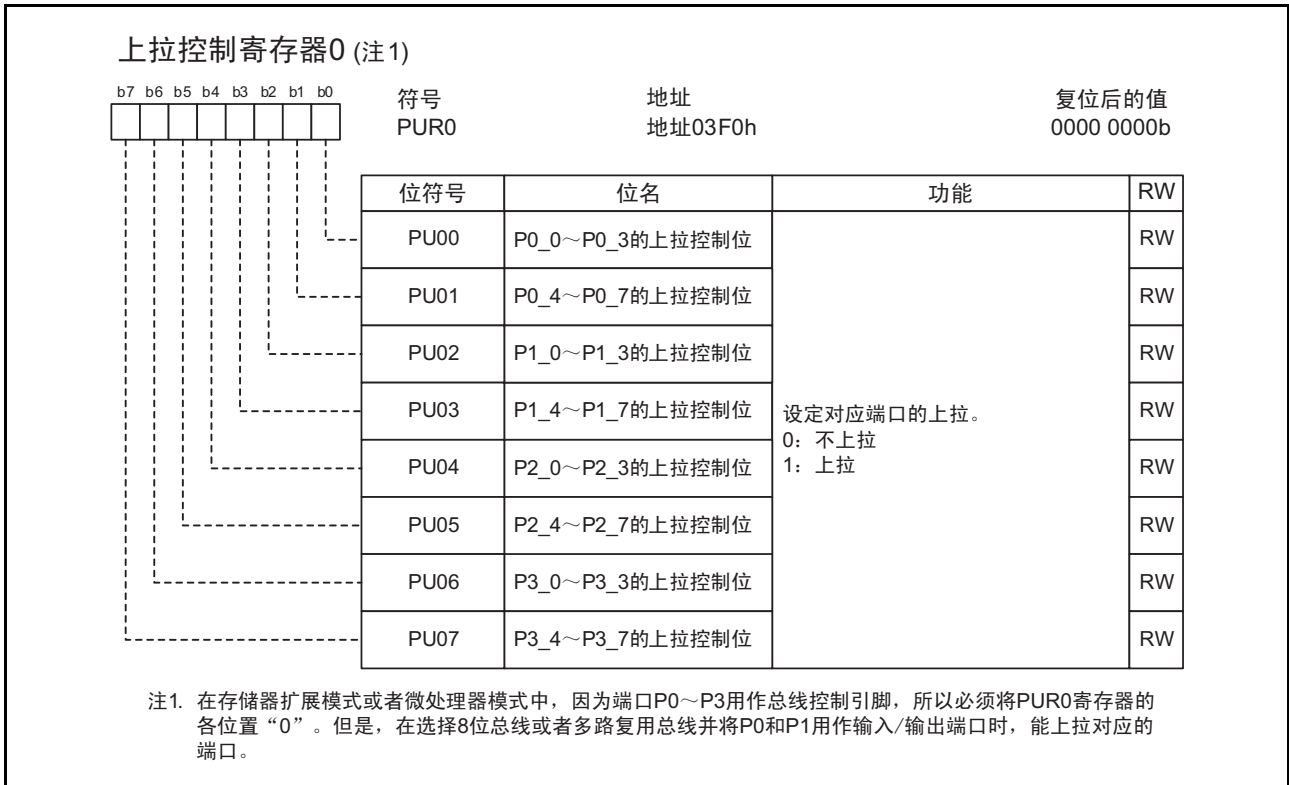 上拉控制寄存器0 (注1)
b7 b6 b5 b4 b3 b2 b1 b0
符号 地址 复位后的值
PUR0 地址03F0h 0000 0000b
位符号 位名 功能 RW
PU00 P0_0～P0_3的上拉控制位 RW
PU01 P0_4～P0_7的上拉控制位 RW
PU02 P1_0～P1_3的上拉控制位 RW
PU03 P1_4～P1_7的上拉控制位 RW
设定对应端口的上拉。
0：不上拉
1：上拉
PU04 P2_0～P2_3的上拉控制位 RW
PU05 P2_4～P2_7的上拉控制位 RW
PU06 P3_0～P3_3的上拉控制位 RW
PU07 P3_4～P3_7的上拉控制位 RW
注1. 在存储器扩展模式或者微处理器模式中，因为端口P0～P3用作总线控制引脚，所以必须将PUR0寄存器的
各位置“0”。但是，在选择8位总线或者多路复用总线并将P0和P1用作输入/输出端口时，能上拉对应的
端口。